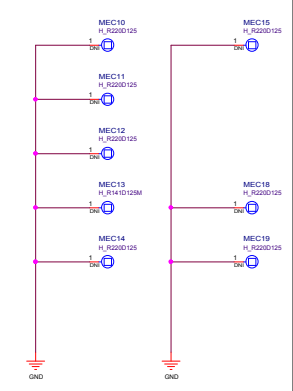 MEC10
H_R220D125
1
DNI
MEC11
H_R220D125
1
DNI
MEC12
H_R220D125
1
DNI
MEC13
H_R141D125M
1
DNI
MEC14
H_R220D125
1
DNI
GND
MEC15
H_R220D125
1
DNI
MEC18
H_R220D125
1
DNI
MEC19
H_R220D125
1
DNI
GND